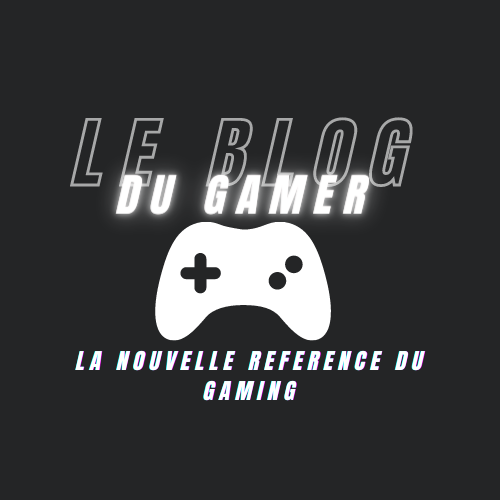 LE BLOG
DU GAMER
LA NOUVELLE REFERENCE DU
GAMING